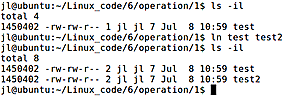 jl@ubuntu:~/Linux_code/6/operation/1$ ls -il
total 4
1450402 -rw-rw-r-- 1 jl jl 7 Jul  8 10:59 test
jl@ubuntu:~/Linux_code/6/operation/1$ ln test test2
jl@ubuntu:~/Linux_code/6/operation/1$ ls -il
total 8
1450402 -rw-rw-r-- 2 jl jl 7 Jul  8 10:59 test
1450402 -rw-rw-r-- 2 jl jl 7 Jul  8 10:59 test2
jl@ubuntu:~/Linux_code/6/operation/1$